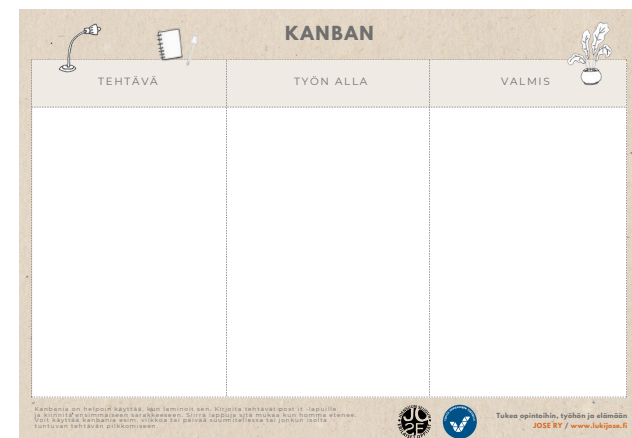 KANBAN
TEHTÄVÄ
TYÖN ALLA
VALMIS
Kanbania on helpoin käyttää, kun laminoit sen. Kirjoita tehtävät post it -lapuille
ja kiinnitä ensimmäiseen sarakkeeseen. Siirrä lappuja sitä mukaa kun homma etenee.
Voit käyttää kanbania esim. viikkoa tai päivää suunnitellessa tai jonkun isolta
tuntuvan tehtävän pilkkomiseen.
Tukea opintoihin, työhön ja elämään
JOSE RY / www.lukijose.fi